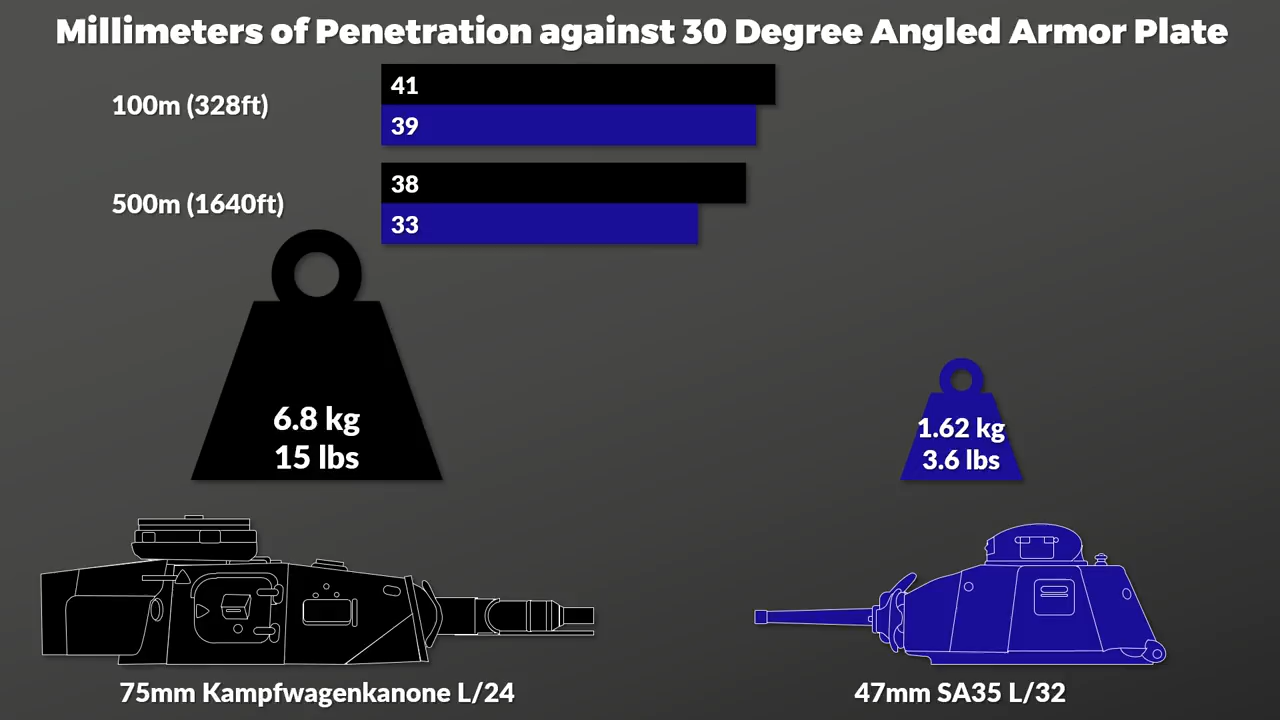 Millimeters of Penetration against 30 Degree Angled Armor Plate
100m (328ft)
41
39
500m (1640ft)
38
33
6.8 kg
15 lbs
1.62 kg
3.6 lbs
75mm Kampfwagenkanone L/24
47mm SA35 L/32